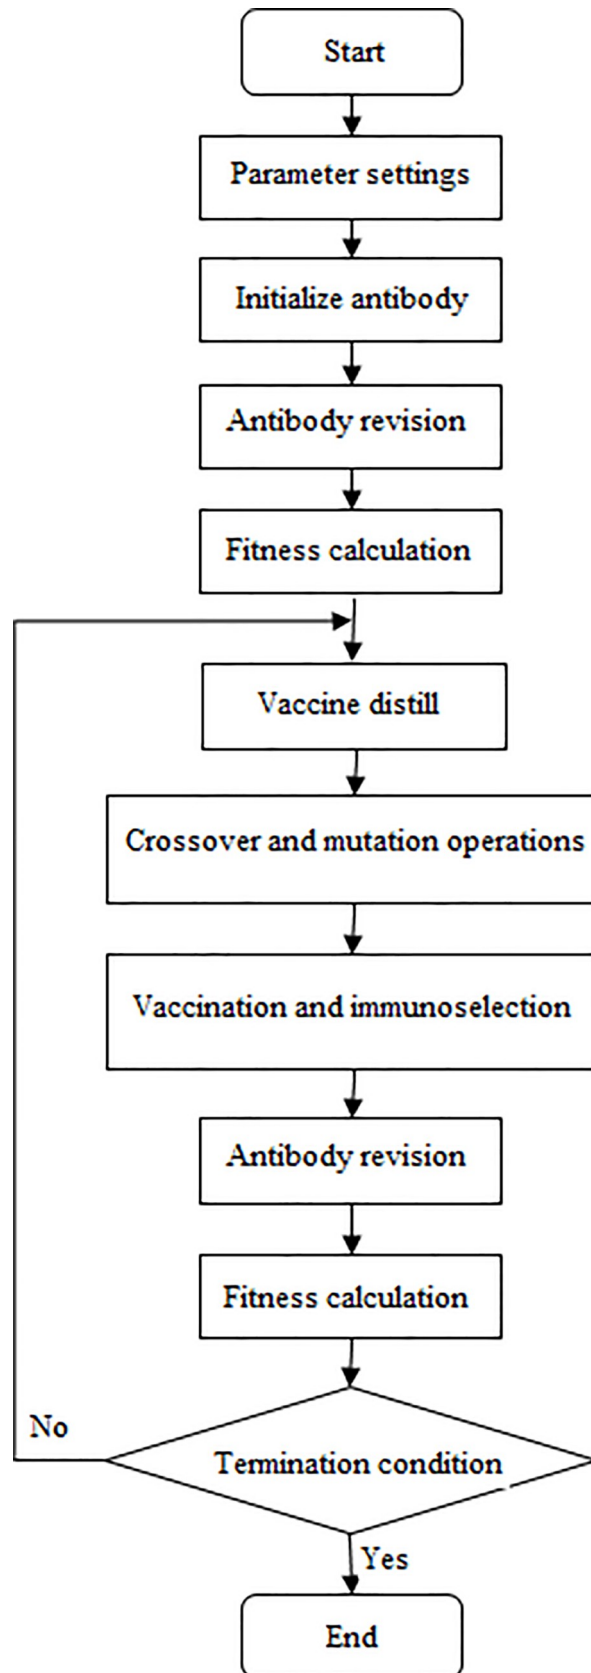 Start
Parameter settings
Initialize antibody
Antibody revision
Fitness calculation
Vaccine distill
Crossover and mutation operations
Vaccination and immunoselection
Antibody revision
Fitness calculation
No
Termination condition
Yes
End